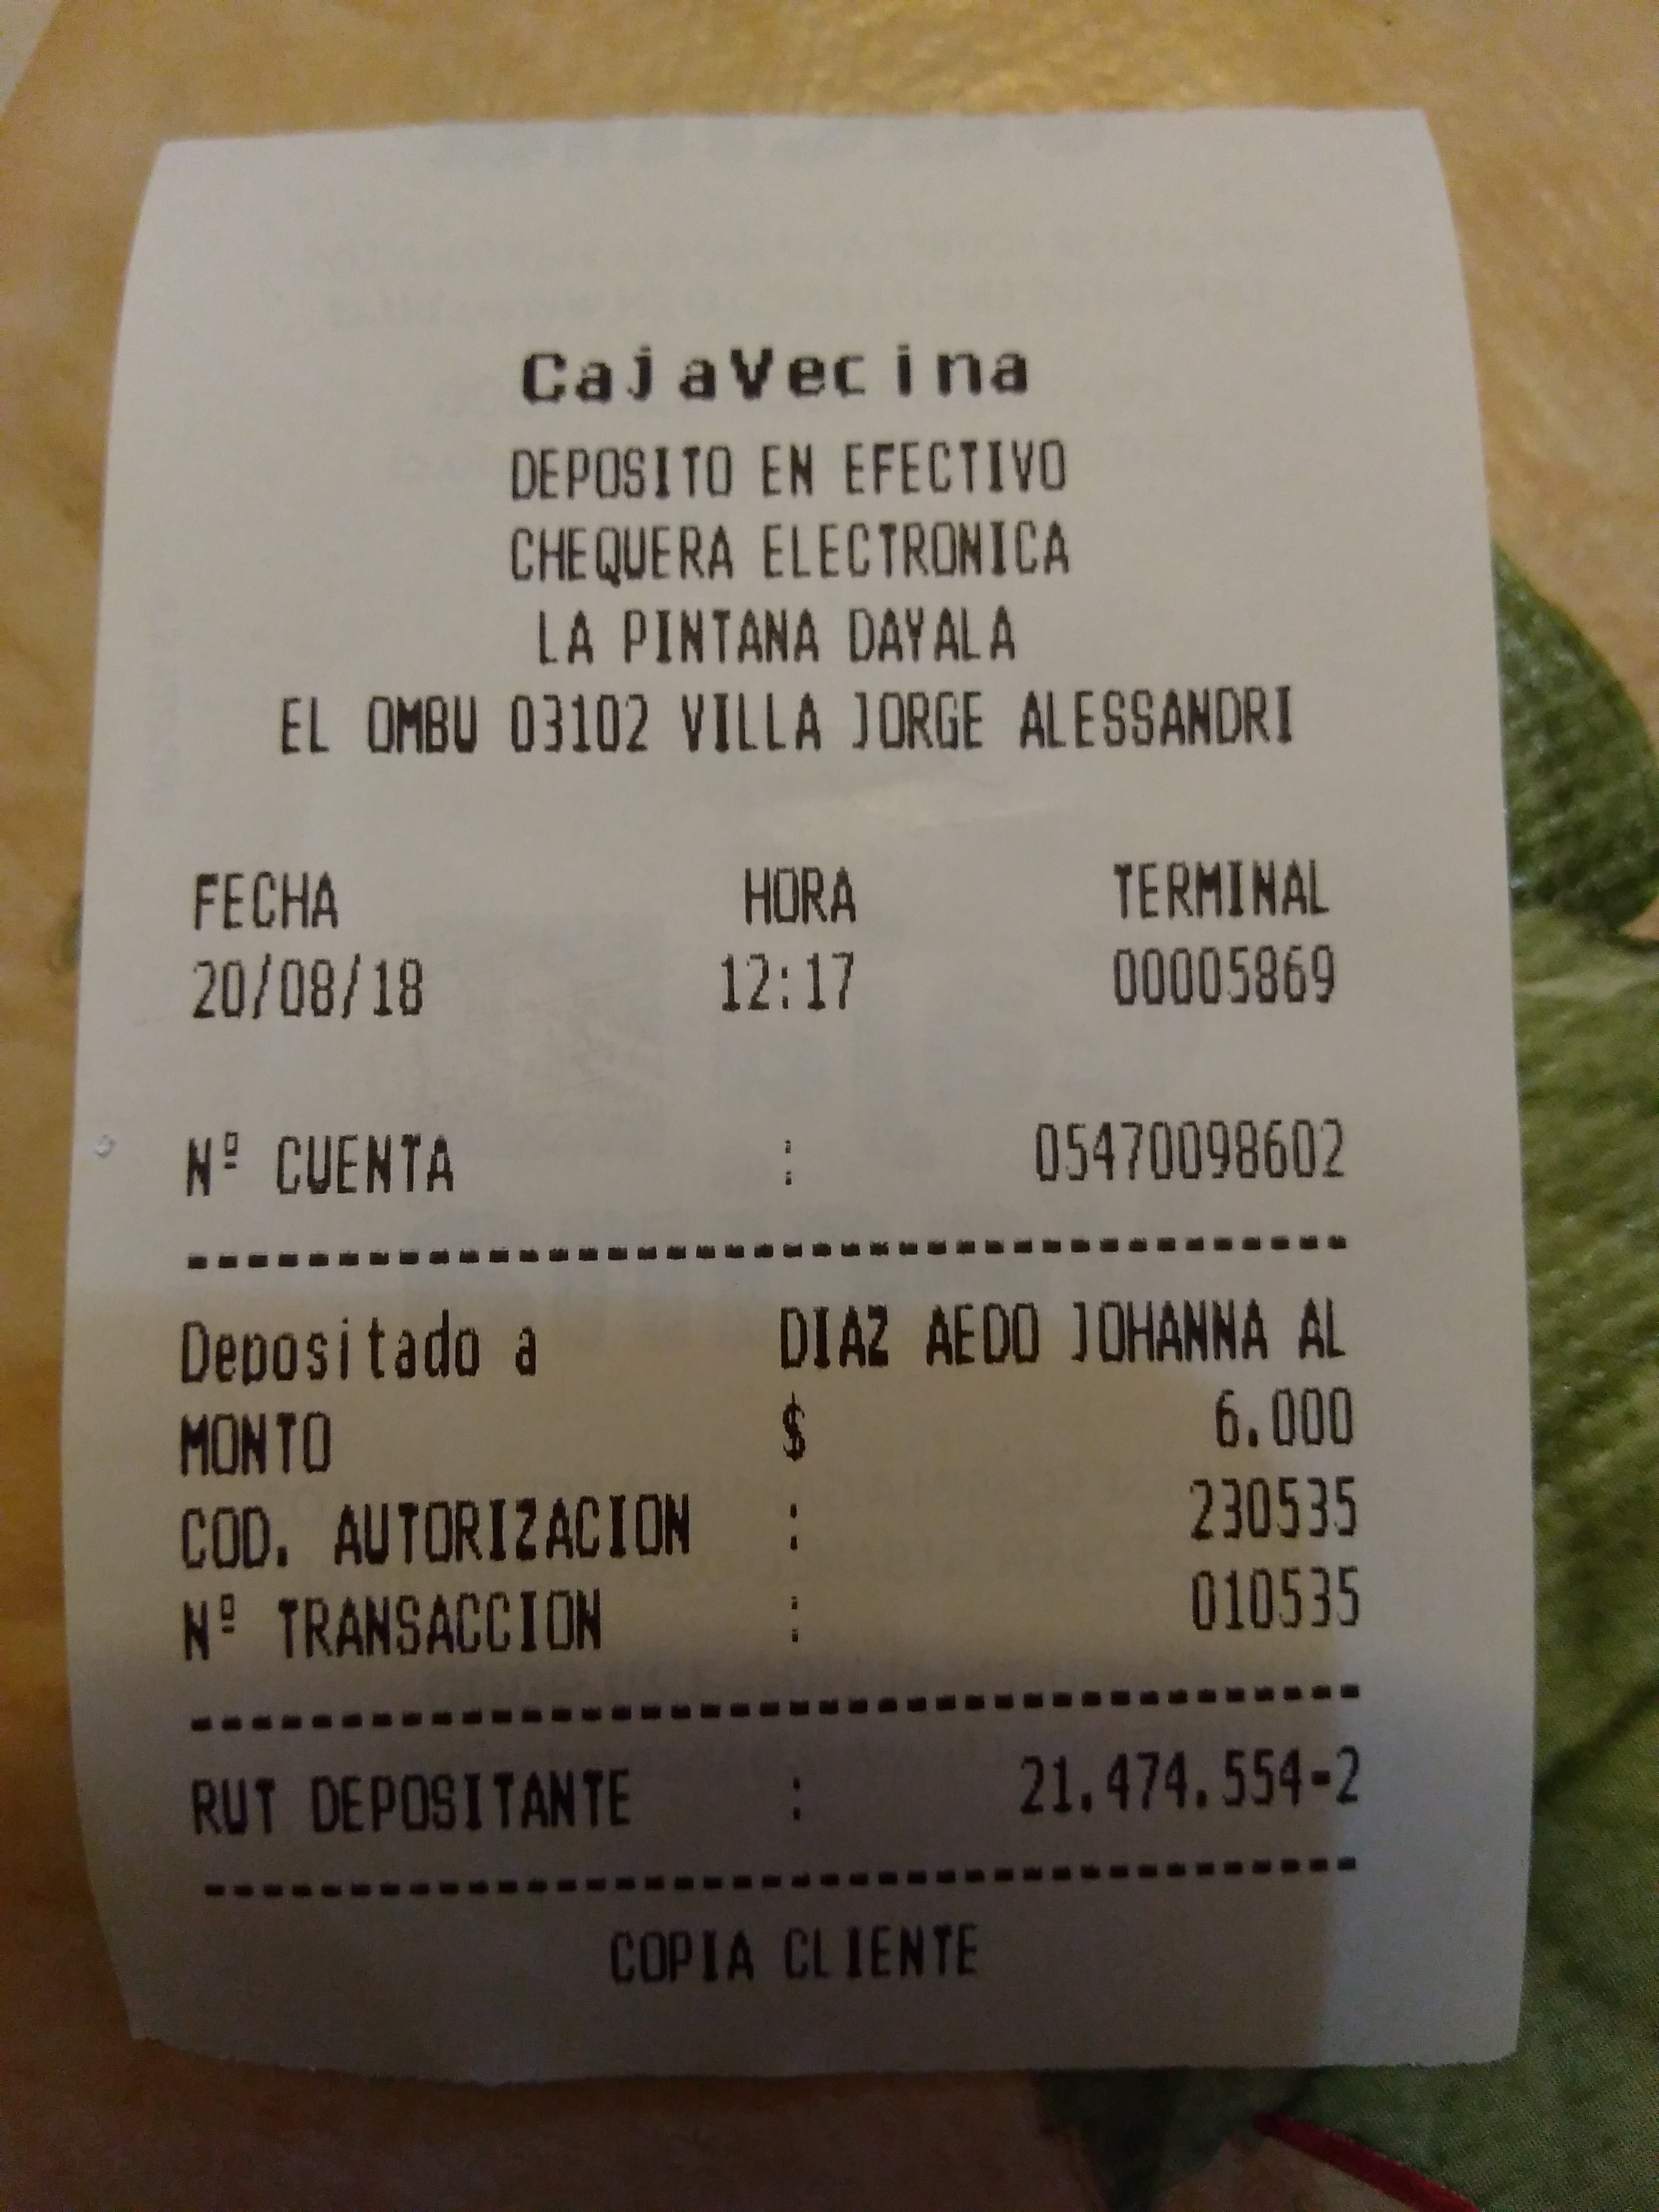 CajaVecina
DEPOSITO EN EFECTIVO
CHEQUERA ELECTRONICA
LA PINTANA DAYALA
EL OMBU 03102 VILLA JORGE ALESSANDRI
FECHA HORA TERMINAL
20/08/18 12:17 00005869
Nº CUENTA : 05470098602
Depositado a DIAZ AEDO JOHANNA AL
MONTO $ 6.000
COD. AUTORIZACION : 230535
Nº TRANSACCION : 010535
RUT DEPOSITANTE : 21.474.554-2
COPIA CLIENTE